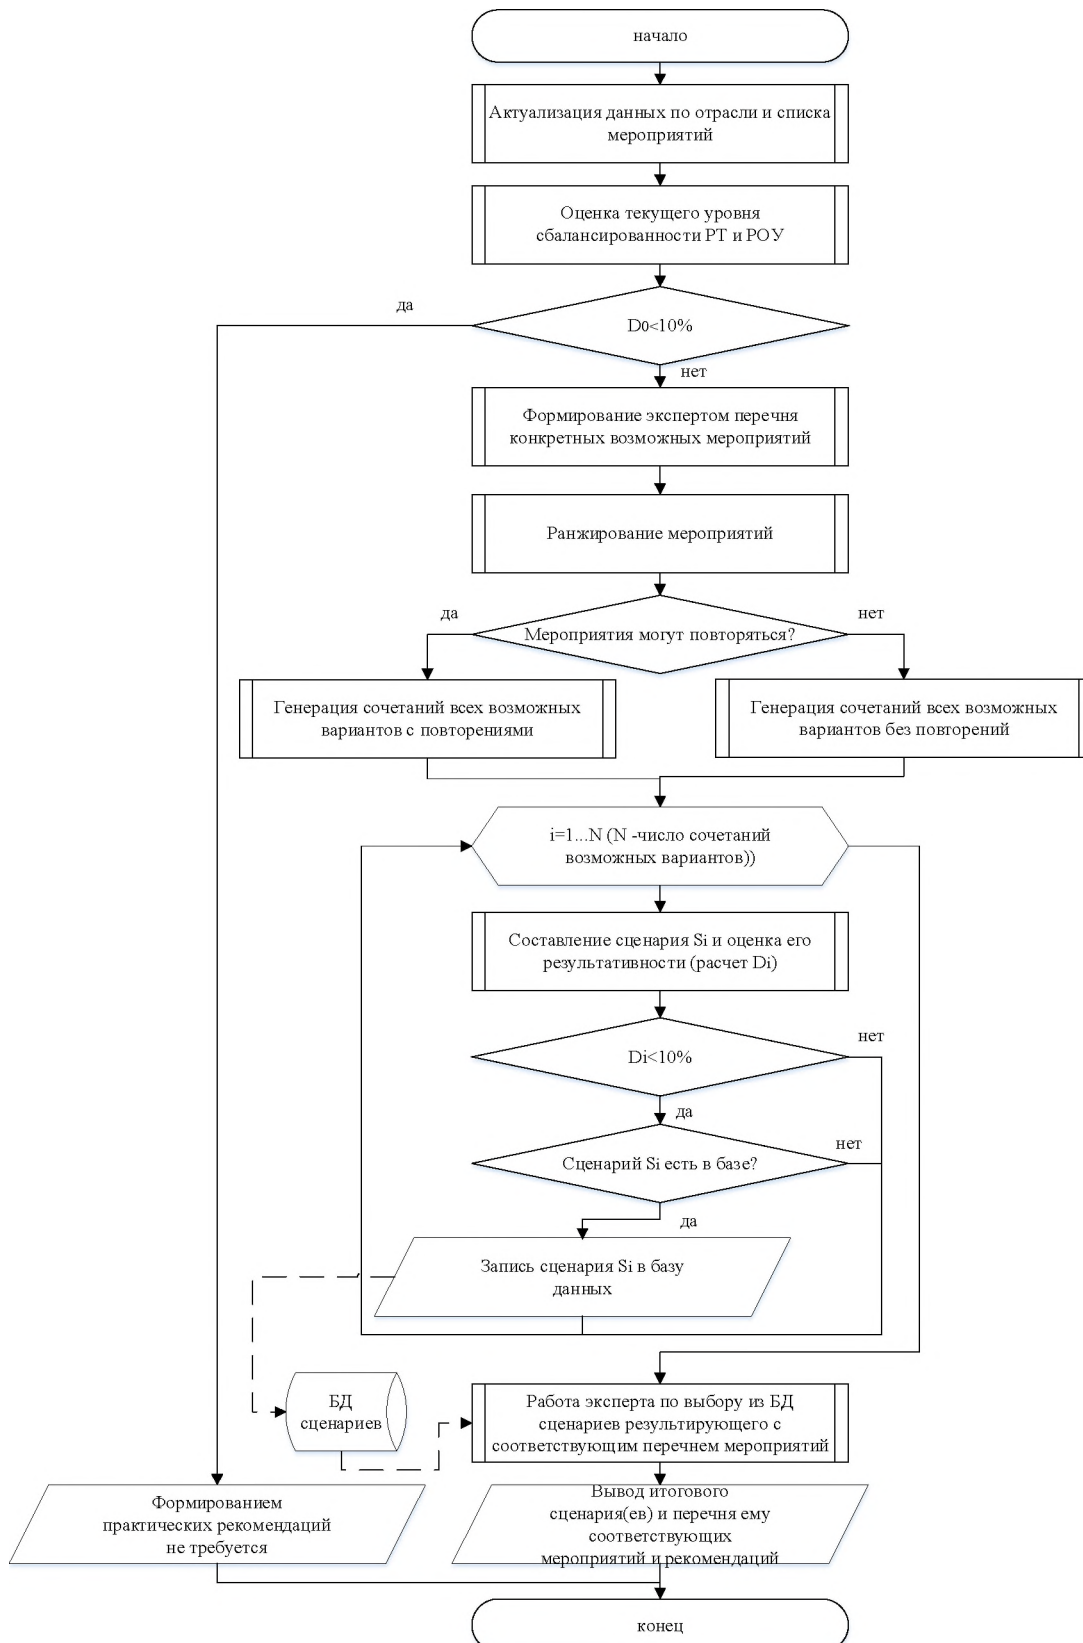 начало
Актуализация данных по отрасли и списка
мероприятий
Оценка текущего уровня
сбалансированности РТ и РОУ
да
D0<10%
нет
Формирование экспертом перечня
конкретных возможных мероприятий
Ранжирование мероприятий
да
нет
Мероприятия могут повторяться?
Генерация сочетаний всех возможных
вариантов с повторениями
Генерация сочетаний всех возможных
вариантов без повторений
i=1...N (N -число сочетаний
возможных вариантов))
Составление сценария Si и оценка его
результативности (расчет Di)
нет
Di<10%
да
нет
Сценарий Si есть в базе?
да
Запись сценария Si в базу
данных
БД
сценариев
Работа эксперта по выбору из БД
сценариев результирующего с
соответствующим перечнем мероприятий
Формированием
практических рекомендаций
не требуется
Вывод итогового
сценария(ев) и перечня ему
соответствующих
мероприятий и рекомендаций
конец